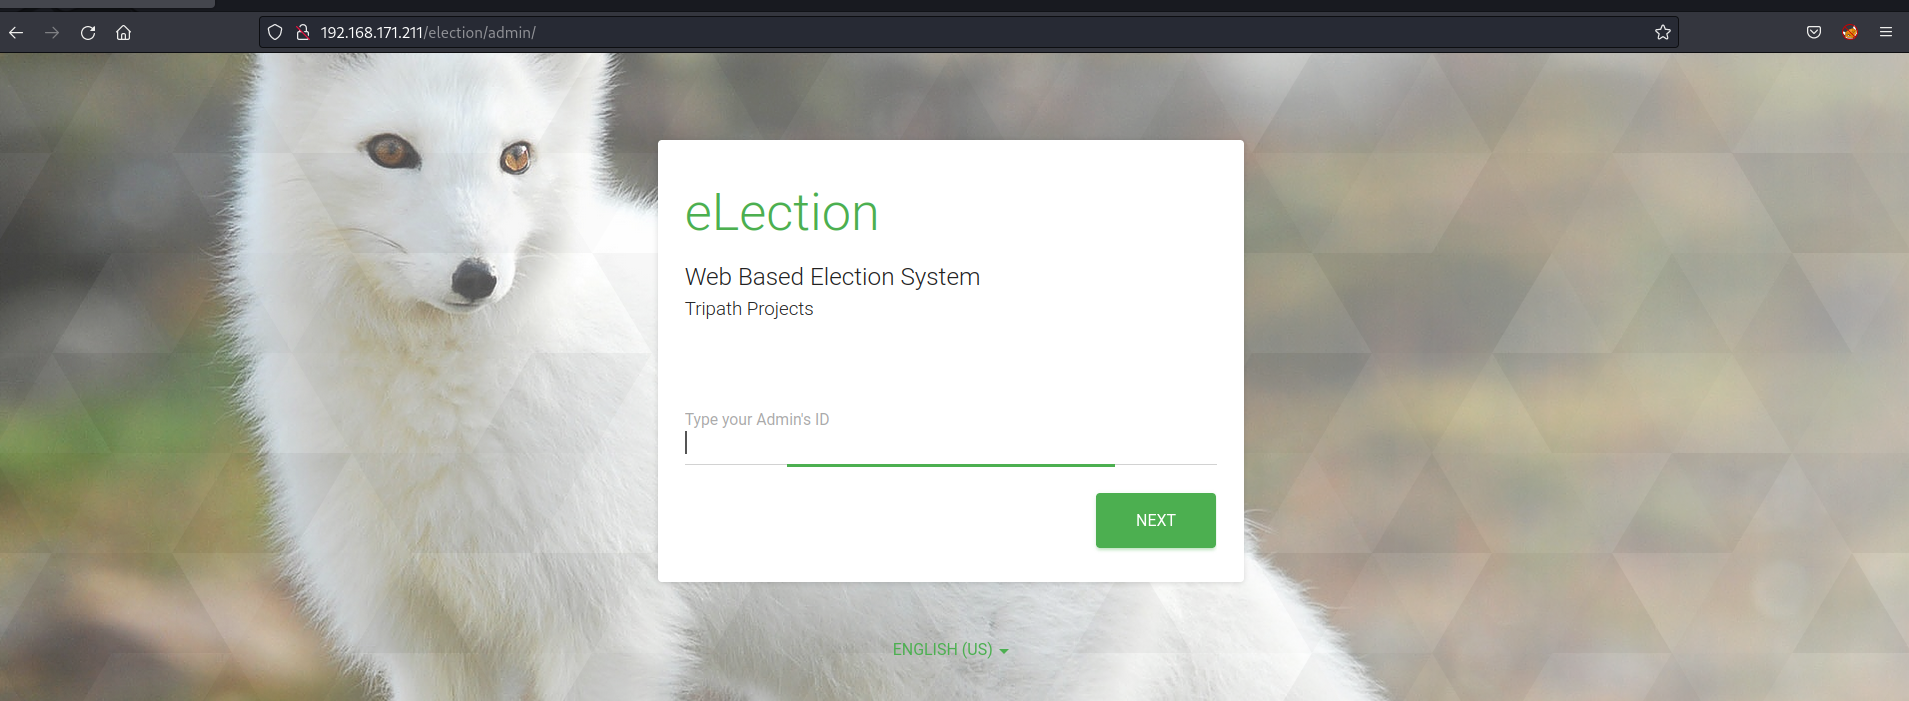 192.168.171.211/election/admin/
eLection
Web Based Election System
Tripath Projects
Type your Admin's ID
NEXT
ENGLISH (US)